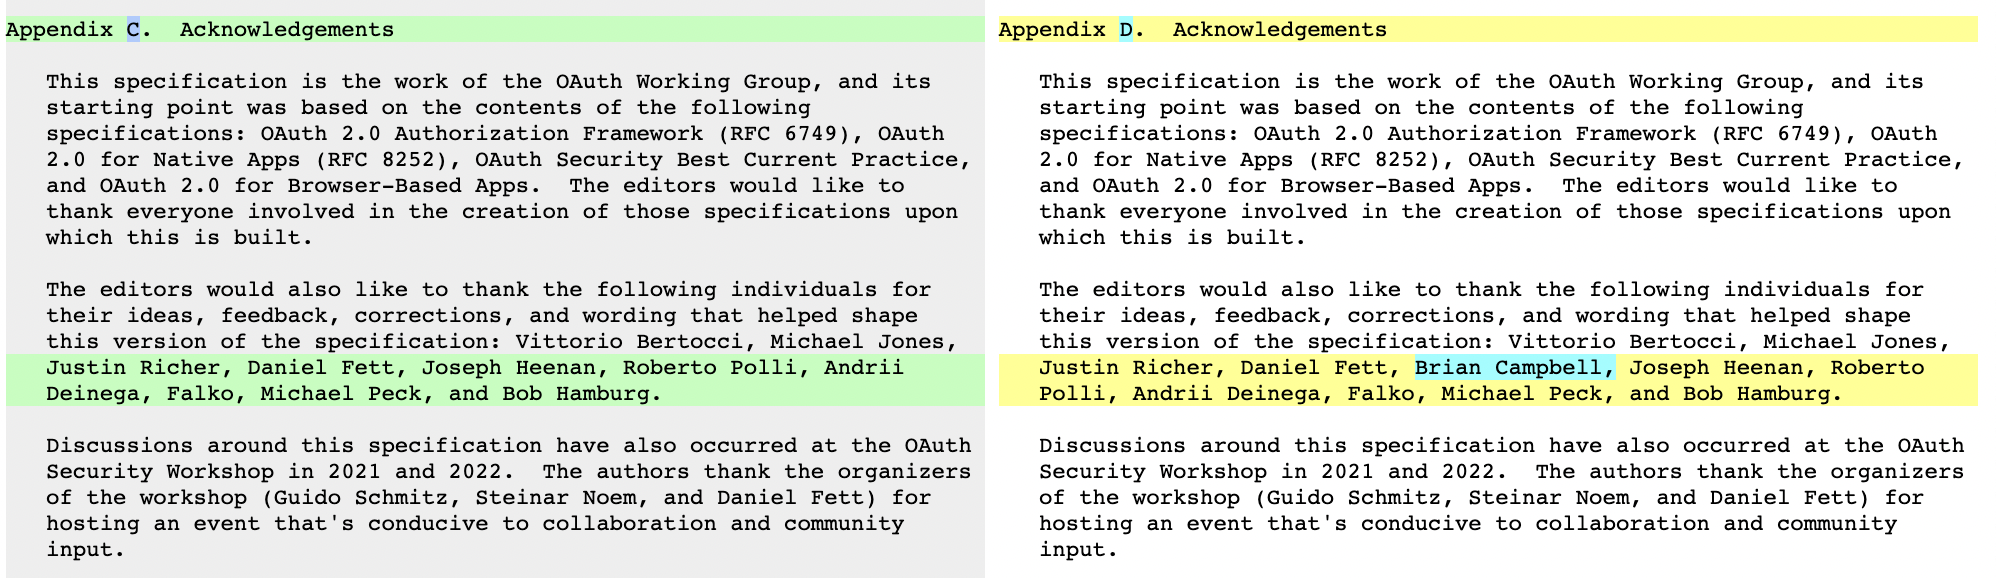 Appendix C.  Acknowledgements
This specification is the work of the OAuth Working Group, and its
starting point was based on the contents of the following
specifications: OAuth 2.0 Authorization Framework (RFC 6749), OAuth
2.0 for Native Apps (RFC 8252), OAuth Security Best Current Practice,
and OAuth 2.0 for Browser-Based Apps.  The editors would like to
thank everyone involved in the creation of those specifications upon
which this is built.
The editors would also like to thank the following individuals for
their ideas, feedback, corrections, and wording that helped shape
this version of the specification: Vittorio Bertocci, Michael Jones,
Justin Richer, Daniel Fett, Joseph Heenan, Roberto Polli, Andrii
Deinega, Falko, Michael Peck, and Bob Hamburg.
Discussions around this specification have also occurred at the OAuth
Security Workshop in 2021 and 2022.  The authors thank the organizers
of the workshop (Guido Schmitz, Steinar Noem, and Daniel Fett) for
hosting an event that's conducive to collaboration and community
input.
Appendix D.  Acknowledgements
This specification is the work of the OAuth Working Group, and its
starting point was based on the contents of the following
specifications: OAuth 2.0 Authorization Framework (RFC 6749), OAuth
2.0 for Native Apps (RFC 8252), OAuth Security Best Current Practice,
and OAuth 2.0 for Browser-Based Apps.  The editors would like to
thank everyone involved in the creation of those specifications upon
which this is built.
The editors would also like to thank the following individuals for
their ideas, feedback, corrections, and wording that helped shape
this version of the specification: Vittorio Bertocci, Michael Jones,
Justin Richer, Daniel Fett, Brian Campbell, Joseph Heenan, Roberto
Polli, Andrii Deinega, Falko, Michael Peck, and Bob Hamburg.
Discussions around this specification have also occurred at the OAuth
Security Workshop in 2021 and 2022.  The authors thank the organizers
of the workshop (Guido Schmitz, Steinar Noem, and Daniel Fett) for
hosting an event that's conducive to collaboration and community
input.